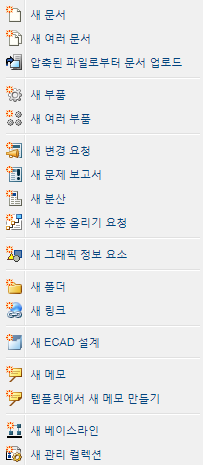 새 문서
새 여러 문서
압축된 파일로부터 문서 업로드
새 부품
새 여러 부품
새 변경 요청
새 문제 보고서
새 분산
새 수준 올리기 요청
새 그래픽 정보 요소
새 폴더
새 링크
새 ECAD 설계
새 메모
템플릿에서 새 메모 만들기
새 베이스라인
새 관리 컬렉션